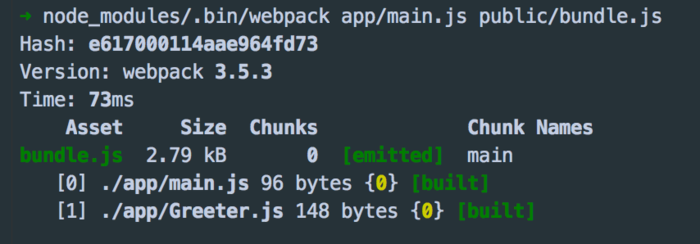 → node_modules/.bin/webpack app/main.js public/bundle.js
Hash: e617000114aae964fd73
Version: webpack 3.5.3
Time: 73ms
    Asset     Size  Chunks             Chunk Names
bundle.js  2.79 kB       0  [emitted]  main
   [0] ./app/main.js 96 bytes {0} [built]
   [1] ./app/Greeter.js 148 bytes {0} [built]